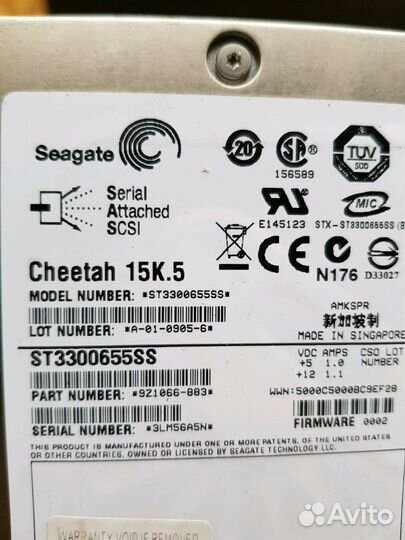 Seagate
20
156589
TÜV
SÜD
Serial
Attached
SCSI
E145123
MIC
STX-ST3300655SS (B
Cheetah 15K.5
N176
D33027
MODEL NUMBER: *ST3300655SS*
LOT NUMBER: *A-01-0905-6*
AMKSPR
新加坡制
MADE IN SINGAPORE
ST3300655SS
VDC AMPS CSO LOT
+5 1.0 NUMBER
+12 1.1
PART NUMBER: *9Z1066-883*
WWN:5000C50008C9EF28
SERIAL NUMBER: *3LM56A5N*
FIRMWARE 0002
THIS PRODUCT IS MANUFACTURED UNDER ONE OR MORE PATENTS, OF THE UNITED STATES
OR OTHER COUNTRIES, OWNED OR LICENSED BY SEAGATE TECHNOLOGY LLC.
WARRANTY VOID IF REMOVED
Avito